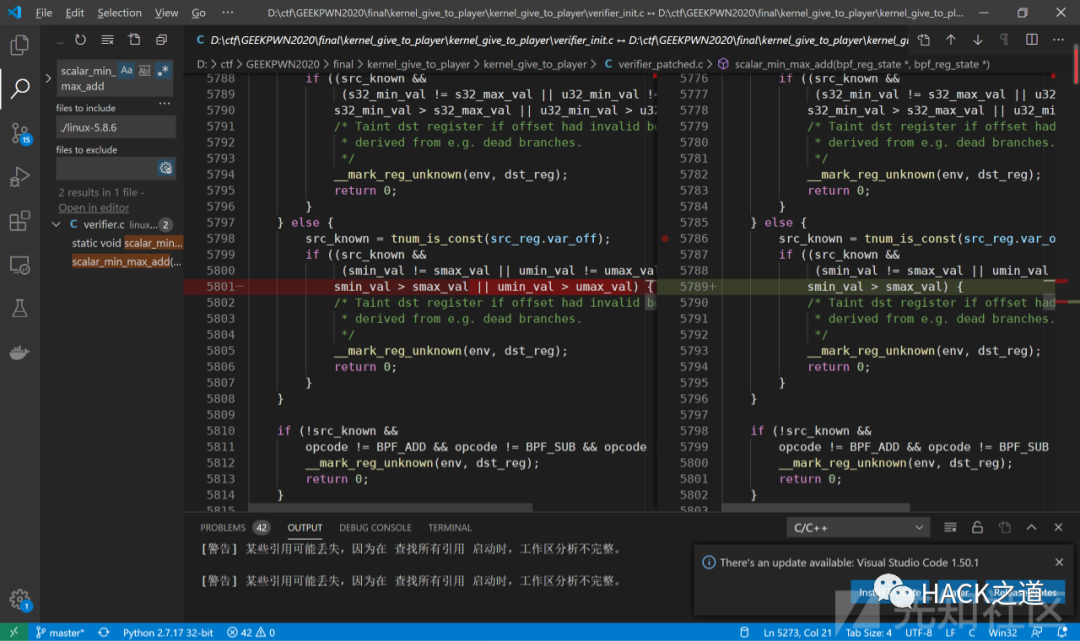 File Edit Selection View Go ··· D:\ctf\GEEKPWN2020\final\kernel_give_to_player\kernel_give_to_player\verifier_init.c ↔ D:\ctf\GEEKPWN2020\final\kernel_give_to_player\kernel_give_to_pl...
C D:\ctf\GEEKPWN2020\final\kernel_give_to_player\kernel_give_to_player\verifier_init.c ↔ D:\ctf\GEEKPWN2020\final\kernel_give_to_player\kernel_gi
D: > ctf > GEEKPWN2020 > final > kernel_give_to_player > kernel_give_to_player > C verifier_patched.c > scalar_min_max_add(bpf_reg_state *, bpf_reg_state *)
scalar_min_
max_add
Aa Abl .*
files to include
./linux-5.8.6
files to exclude
2 results in 1 file -
Open in editor
C verifier.c linux... 2
static void scalar_min...
scalar_min_max_add(...
15
1
5788 if ((src_known &&
5789 (s32_min_val != s32_max_val || u32_min_val !=
5790 s32_min_val > s32_max_val || u32_min_val > u32
5791 /* Taint dst register if offset had invalid bo
5792 * derived from e.g. dead branches.
5793 */
5794 __mark_reg_unknown(env, dst_reg);
5795 return 0;
5796 }
5797 } else {
5798 src_known = tnum_is_const(src_reg.var_off);
5799 if ((src_known &&
5800 (smin_val != smax_val || umin_val != umax_val
5801− smin_val > smax_val || umin_val > umax_val) {
5802 /* Taint dst register if offset had invalid b
5803 * derived from e.g. dead branches.
5804 */
5805 __mark_reg_unknown(env, dst_reg);
5806 return 0;
5807 }
5808 }
5809
5810 if (!src_known &&
5811 opcode != BPF_ADD && opcode != BPF_SUB && opcode
5812 __mark_reg_unknown(env, dst_reg);
5813 return 0;
5814 }
5815
5776 if ((src_known &&
5777 (s32_min_val != s32_max_val || u32
5778 s32_min_val > s32_max_val || u32_mi
5779 /* Taint dst register if offset had
5780 * derived from e.g. dead branches.
5781 */
5782 __mark_reg_unknown(env, dst_reg);
5783 return 0;
5784 }
5785 } else {
5786 src_known = tnum_is_const(src_reg.var_o
5787 if ((src_known &&
5788 (smin_val != smax_val || umin_val
5789+ smin_val > smax_val) {
5790 /* Taint dst register if offset had
5791 * derived from e.g. dead branches.
5792 */
5793 __mark_reg_unknown(env, dst_reg);
5794 return 0;
5795 }
5796 }
5797
5798 if (!src_known &&
5799 opcode != BPF_ADD && opcode != BPF_SUB
5800 __mark_reg_unknown(env, dst_reg);
5801 return 0;
5802 }
5803
PROBLEMS 42 OUTPUT DEBUG CONSOLE TERMINAL C/C++
[警告] 某些引用可能丢失，因为在 查找所有引用 启动时，工作区分析不完整。
[警告] 某些引用可能丢失，因为在 查找所有引用 启动时，工作区分析不完整。
There's an update available: Visual Studio Code 1.50.1
HACK之道
先知社区
master* Python 2.7.17 32-bit 42 0 Ln 5273, Col 21 Tab Size: 4 UTF-8 LF C Win32